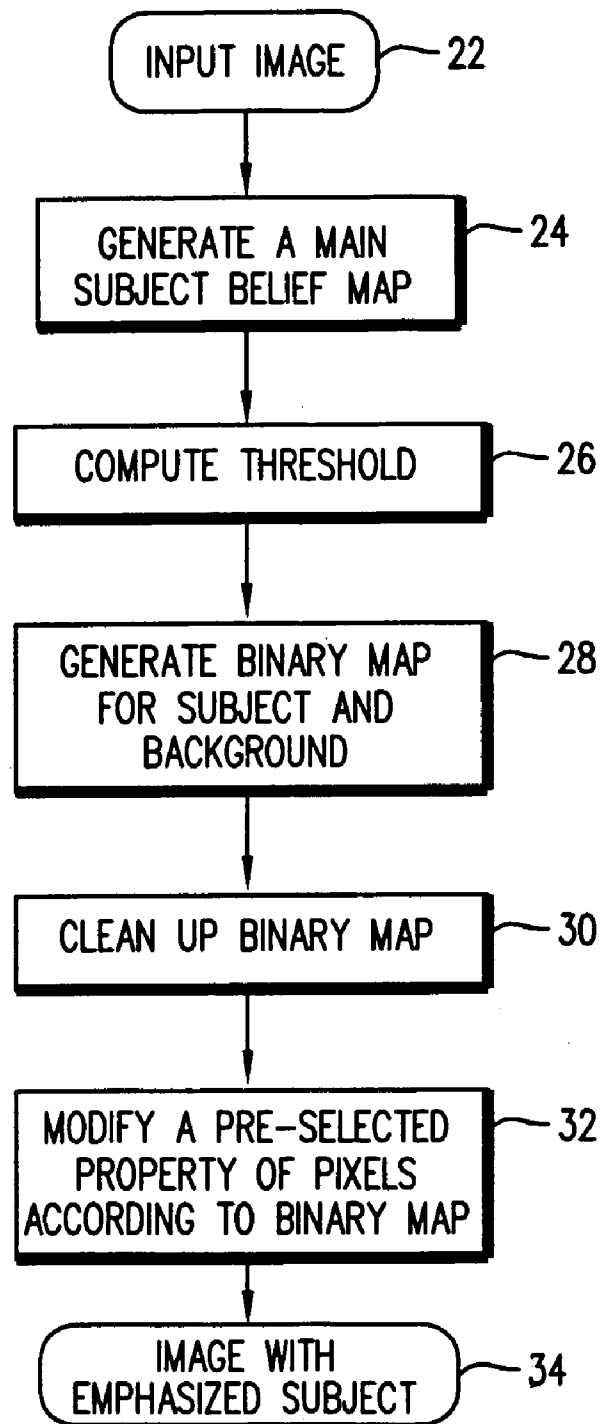 INPUT IMAGE
22
GENERATE A MAIN
SUBJECT BELIEF MAP
24
COMPUTE THRESHOLD
26
GENERATE BINARY MAP
FOR SUBJECT AND
BACKGROUND
28
CLEAN UP BINARY MAP
30
MODIFY A PRE-SELECTED
PROPERTY OF PIXELS
ACCORDING TO BINARY MAP
32
IMAGE WITH
EMPHASIZED SUBJECT
34